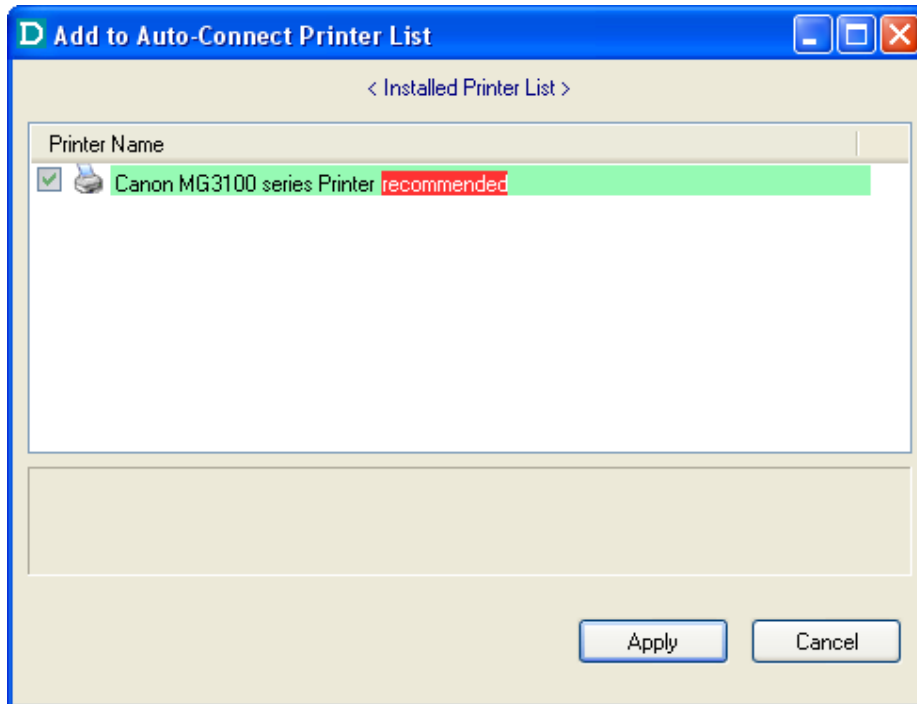 D Add to Auto-Connect Printer List
< Installed Printer List >
Printer Name
Canon MG3100 series Printer recommended
Apply Cancel